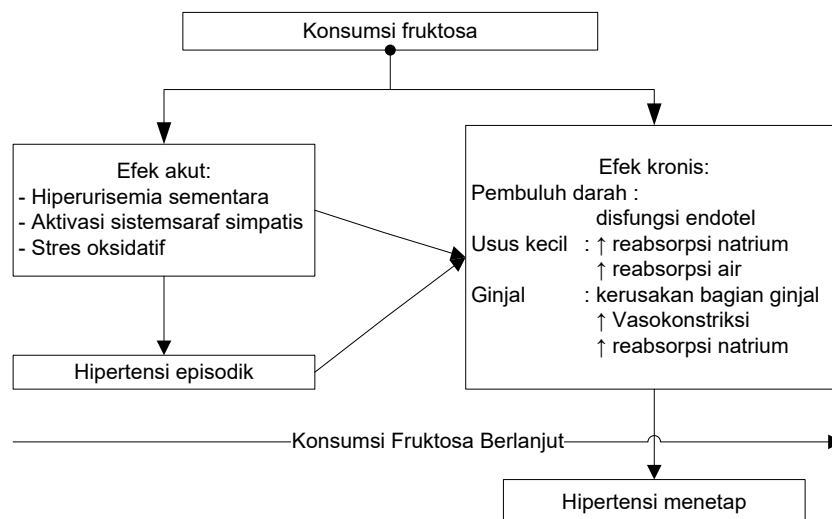 Konsumsi fruktosa
Efek akut:
- Hiperurisemia sementara
- Aktivasi sistemsaraf simpatis
- Stres oksidatif
Hipertensi episodik
Efek kronis:
Pembuluh darah :
disfungsi endotel
Usus kecil : ↑ reabsorpsi natrium
↑ reabsorpsi air
Ginjal : kerusakan bagian ginjal
↑ Vasokonstriksi
↑ reabsorpsi natrium
Konsumsi Fruktosa Berlanjut
Hipertensi menetap